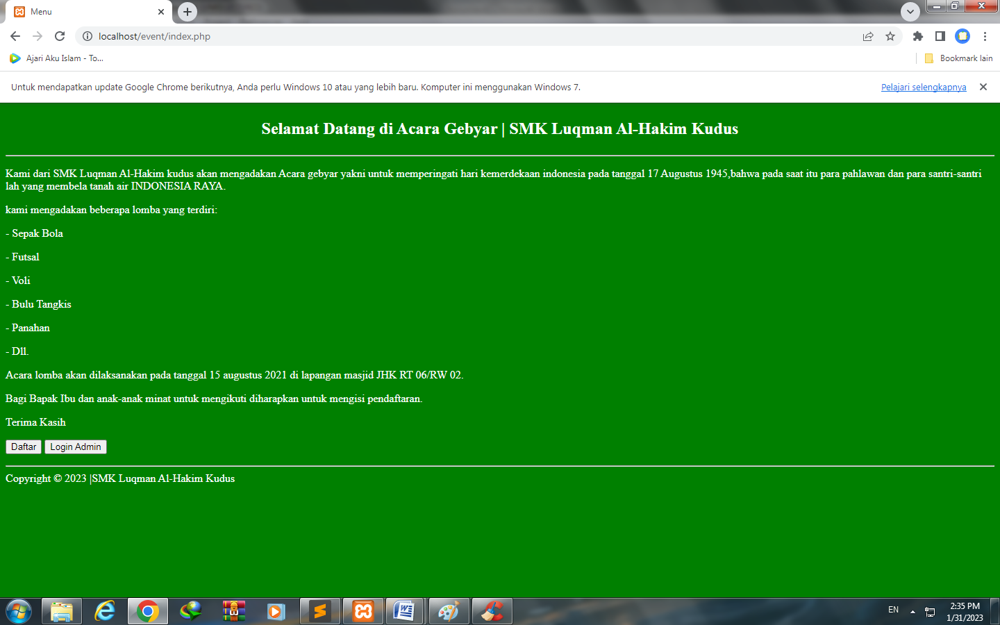 Menu
localhost/event/index.php
Ajari Aku Islam - To...
Bookmark lain
Untuk mendapatkan update Google Chrome berikutnya, Anda perlu Windows 10 atau yang lebih baru. Komputer ini menggunakan Windows 7.
Pelajari selengkapnya
Selamat Datang di Acara Gebyar | SMK Luqman Al-Hakim Kudus
Kami dari SMK Luqman Al-Hakim kudus akan mengadakan Acara gebyar yakni untuk memperingati hari kemerdekaan indonesia pada tanggal 17 Augustus 1945,bahwa pada saat itu para pahlawan dan para santri-santri
lah yang membela tanah air INDONESIA RAYA.
kami mengadakan beberapa lomba yang terdiri:
- Sepak Bola
- Futsal
- Voli
- Bulu Tangkis
- Panahan
- Dll.
Acara lomba akan dilaksanakan pada tanggal 15 augustus 2021 di lapangan masjid JHK RT 06/RW 02.
Bagi Bapak Ibu dan anak-anak minat untuk mengikuti diharapkan untuk mengisi pendaftaran.
Terima Kasih
Daftar
Login Admin
Copyright © 2023 |SMK Luqman Al-Hakim Kudus
EN
2:35 PM
1/31/2023